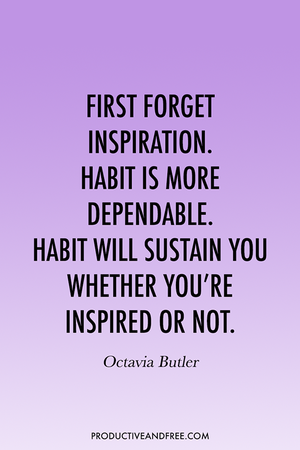 FIRST FORGET
INSPIRATION.
HABIT IS MORE
DEPENDABLE.
HABIT WILL SUSTAIN YOU
WHETHER YOU’RE
INSPIRED OR NOT.
Octavia Butler
PRODUCTIVEANDFREE.COM